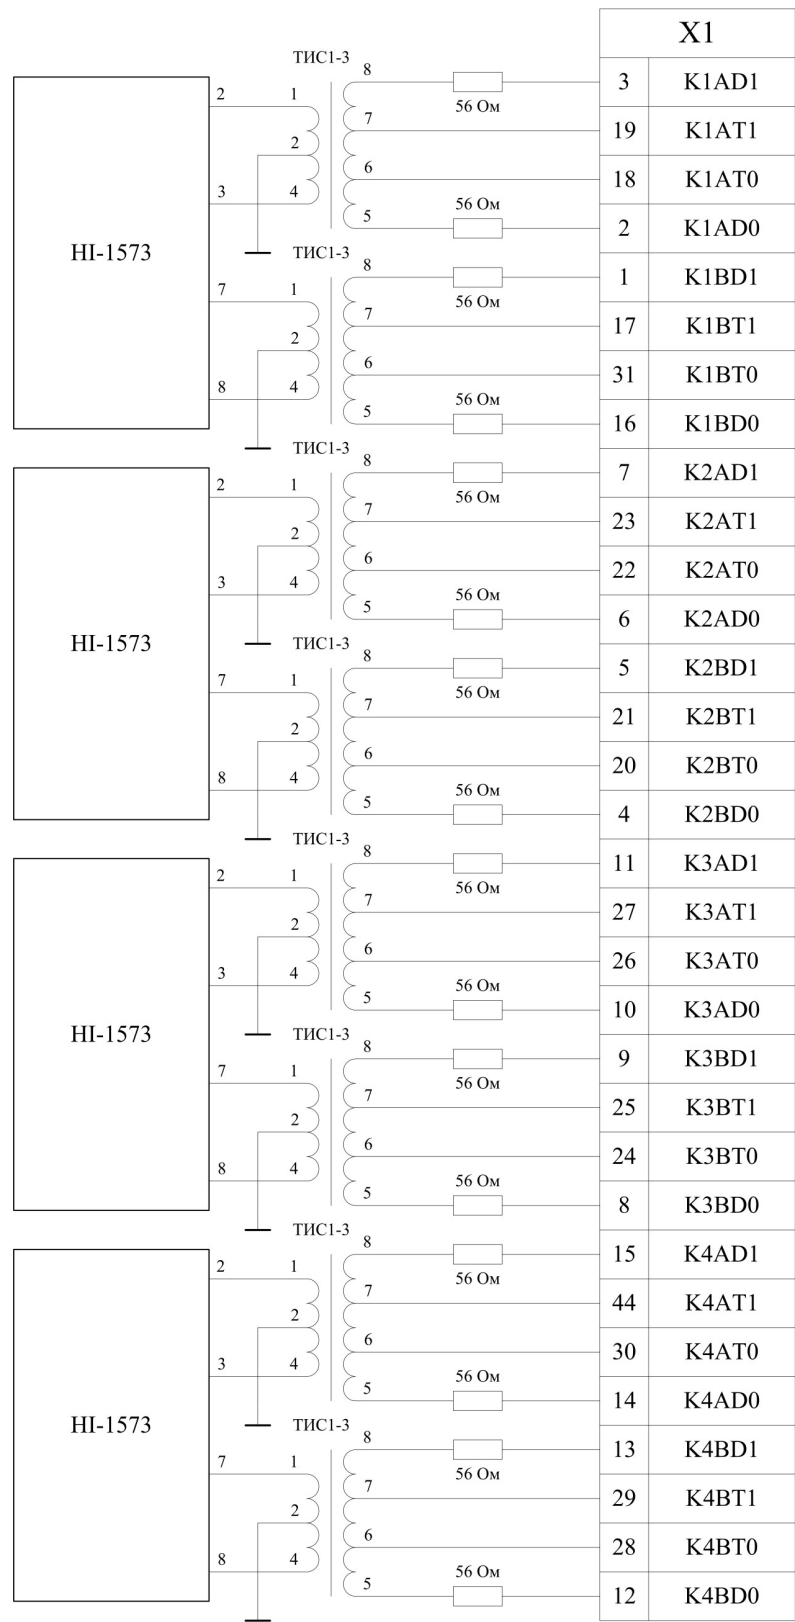 X1
ТИС1-3
8
56 Ом
3 K1AD1
2 1
7
19 K1AT1
2
6
18 K1AT0
3 4
5
56 Ом
2 K1AD0
HI-1573
ТИС1-3
8
56 Ом
1 K1BD1
7 1
7
17 K1BT1
2
6
31 K1BT0
8 4
5
56 Ом
16 K1BD0
ТИС1-3
8
56 Ом
7 K2AD1
2 1
7
23 K2AT1
2
6
22 K2AT0
3 4
5
56 Ом
6 K2AD0
HI-1573
ТИС1-3
8
56 Ом
5 K2BD1
7 1
7
21 K2BT1
2
6
20 K2BT0
8 4
5
56 Ом
4 K2BD0
ТИС1-3
8
56 Ом
11 K3AD1
2 1
7
27 K3AT1
2
6
26 K3AT0
3 4
5
56 Ом
10 K3AD0
HI-1573
ТИС1-3
8
56 Ом
9 K3BD1
7 1
7
25 K3BT1
2
6
24 K3BT0
8 4
5
56 Ом
8 K3BD0
ТИС1-3
8
56 Ом
15 K4AD1
2 1
7
44 K4AT1
2
6
30 K4AT0
3 4
5
56 Ом
14 K4AD0
HI-1573
ТИС1-3
8
56 Ом
13 K4BD1
7 1
7
29 K4BT1
2
6
28 K4BT0
8 4
5
56 Ом
12 K4BD0